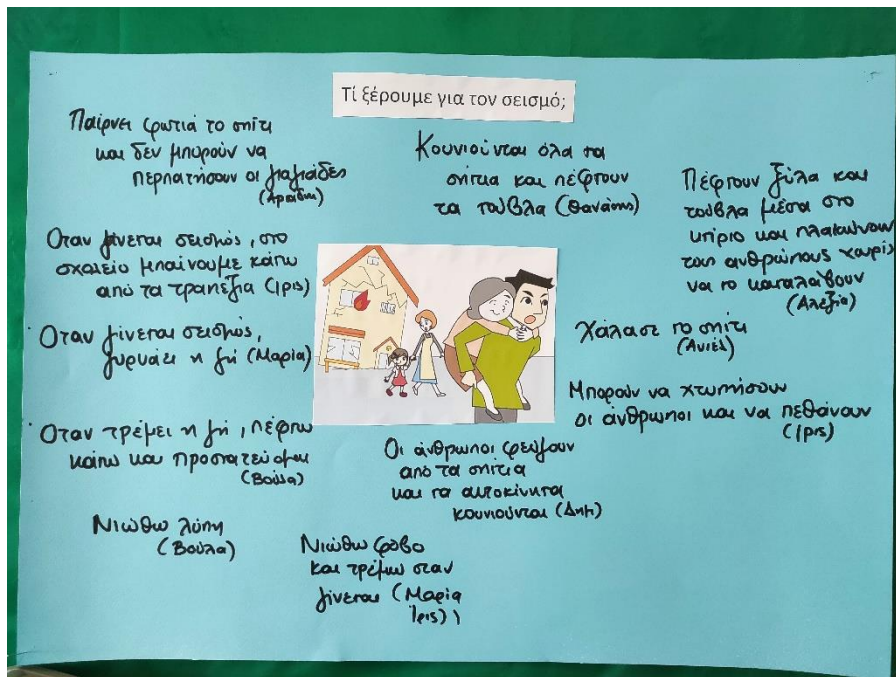 Τί ξέρουμε για τον σεισμό;
Παίρνει φωτιά το σπίτι
και δεν μπορούν να
περπατήσουν οι γιαγιάδες
(Αριάδνη)
Κουνιούνται όλα τα
σπίτια και πέφτουν
τα τούβλα (Θανάσης)
Πέφτουν ξύλα και
τούβλα μέσα στο
κτίριο και πλακώνουν
τους ανθρώπους χωρίς
να το καταλάβουν
(Αλεξία)
Όταν γίνεται σεισμός, στο
σχολείο μπαίνουμε κάτω
από τα τραπέζια (Ίρις)
Όταν γίνεται σεισμός,
γυρνάει η γη (Μαρία)
Χάλασε το σπίτι
(Ανιές)
Μπορούν να χτυπήσουν
οι άνθρωποι και να πεθάνουν
(Ίρις)
Όταν τρέμει η γη, πέφτω
κάτω και προστατεύομαι
(Βούλα)
Οι άνθρωποι φεύγουν
από τα σπίτια
και τα αυτοκίνητα
κουνιούνται
Νιώθω λύπη
(Βούλα)
Νιώθω φόβο
και τρέμω όταν
γίνεται (Μαρία
Ίρις)